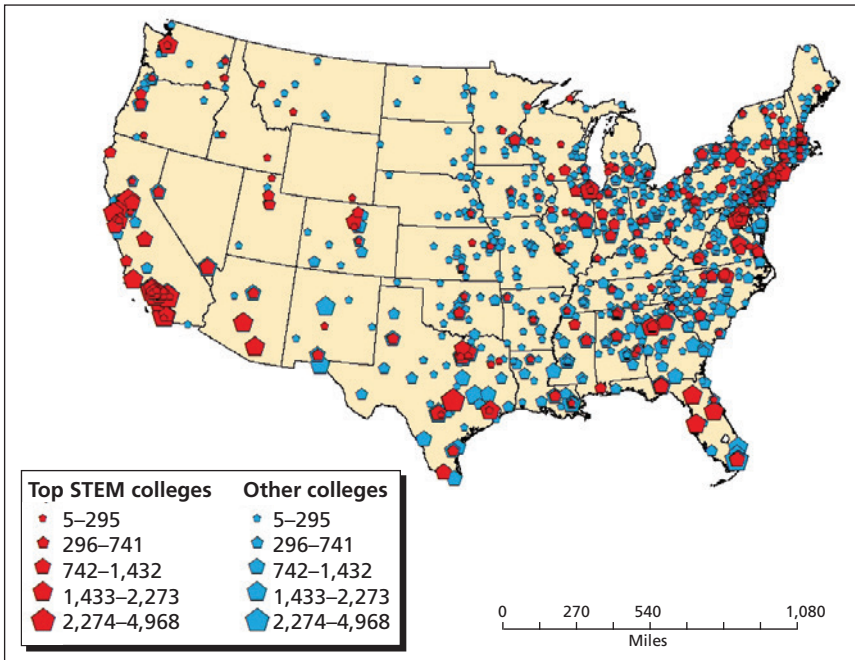 Top STEM colleges
5–295
296–741
742–1,432
1,433–2,273
2,274–4,968
Other colleges
5–295
296–741
742–1,432
1,433–2,273
2,274–4,968
0 270 540 1,080
Miles